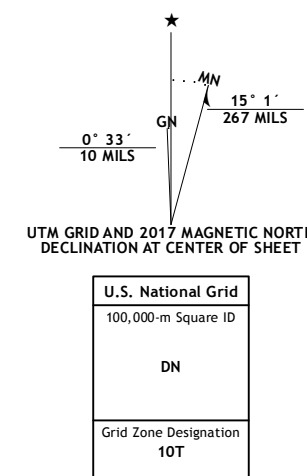 MN
GN
15° 1´
267 MILS
0° 33´
10 MILS
UTM GRID AND 2017 MAGNETIC NORTH
DECLINATION AT CENTER OF SHEET
U.S. National Grid
100,000-m Square ID
DN
Grid Zone Designation
10T